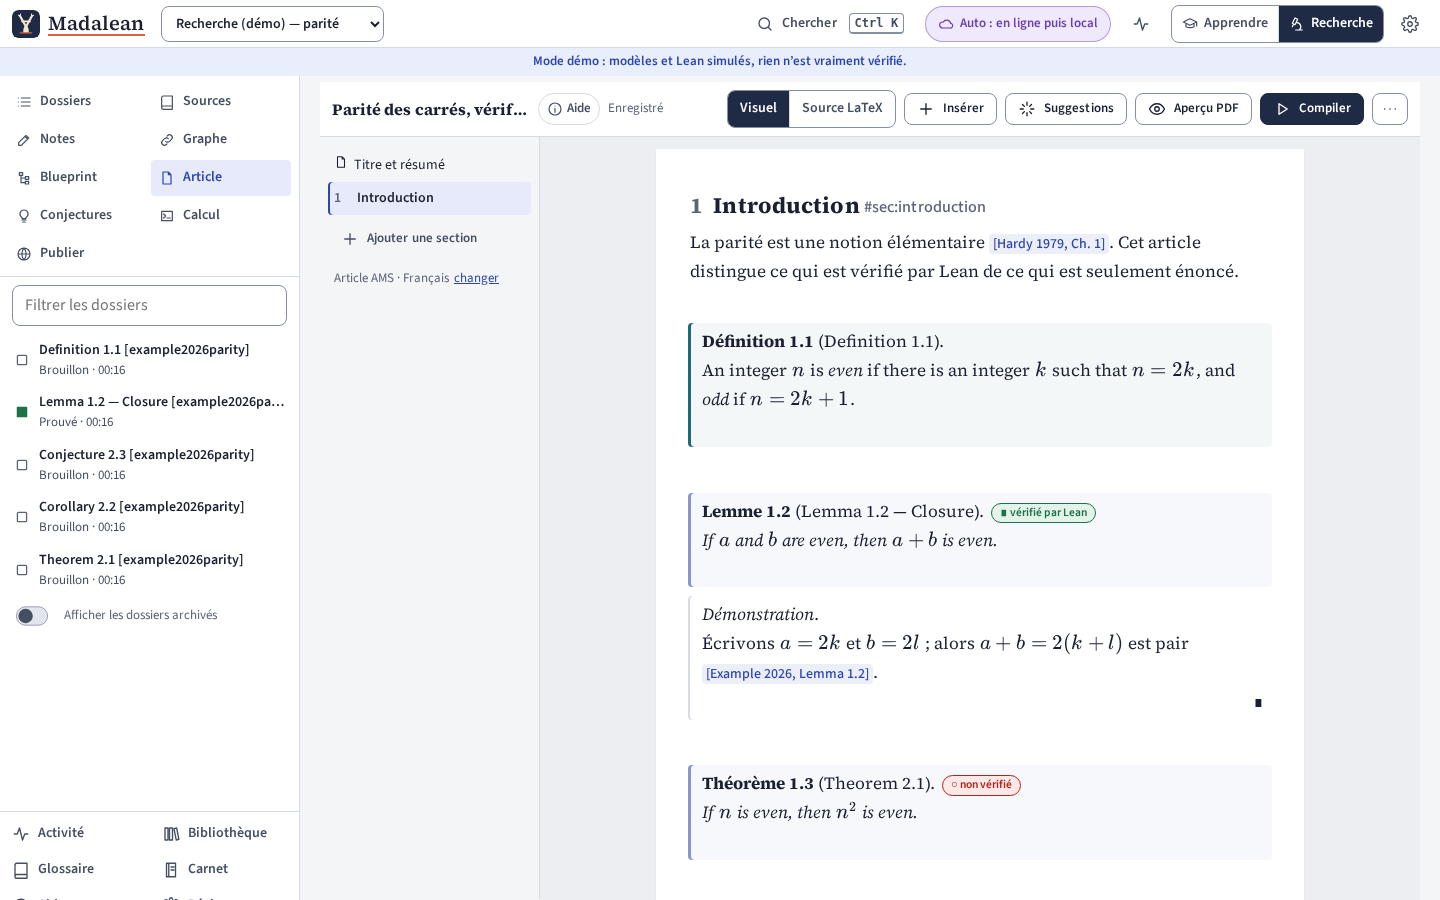 Madalean
Recherche (démo) — parité
Chercher Ctrl K
Auto : en ligne puis local
Apprendre
Recherche
Mode démo : modèles et Lean simulés, rien n’est vraiment vérifié.
Dossiers
Sources
Notes
Graphe
Blueprint
Article
Conjectures
Calcul
Publier
Filtrer les dossiers
Definition 1.1 [example2026parity]
Brouillon · 00:16
Lemma 1.2 — Closure [example2026pa…
Prouvé · 00:16
Conjecture 2.3 [example2026parity]
Brouillon · 00:16
Corollary 2.2 [example2026parity]
Brouillon · 00:16
Theorem 2.1 [example2026parity]
Brouillon · 00:16
Afficher les dossiers archivés
Activité
Bibliothèque
Glossaire
Carnet
Parité des carrés, vérif…
Aide
Enregistré
Visuel
Source LaTeX
Insérer
Suggestions
Aperçu PDF
Compiler
...
Titre et résumé
1 Introduction
Ajouter une section
Article AMS · Français changer
1 Introduction #sec:introduction
La parité est une notion élémentaire [Hardy 1979, Ch. 1]. Cet article
distingue ce qui est vérifié par Lean de ce qui est seulement énoncé.
Définition 1.1 (Definition 1.1).
An integer n is even if there is an integer k such that n = 2k, and
odd if n = 2k + 1.
Lemme 1.2 (Lemma 1.2 — Closure). vérifié par Lean
If a and b are even, then a + b is even.
Démonstration.
Écrivons a = 2k et b = 2l ; alors a + b = 2(k + l) est pair
[Example 2026, Lemma 1.2].
∎
Théorème 1.3 (Theorem 2.1). ○ non vérifié
If n is even, then n² is even.